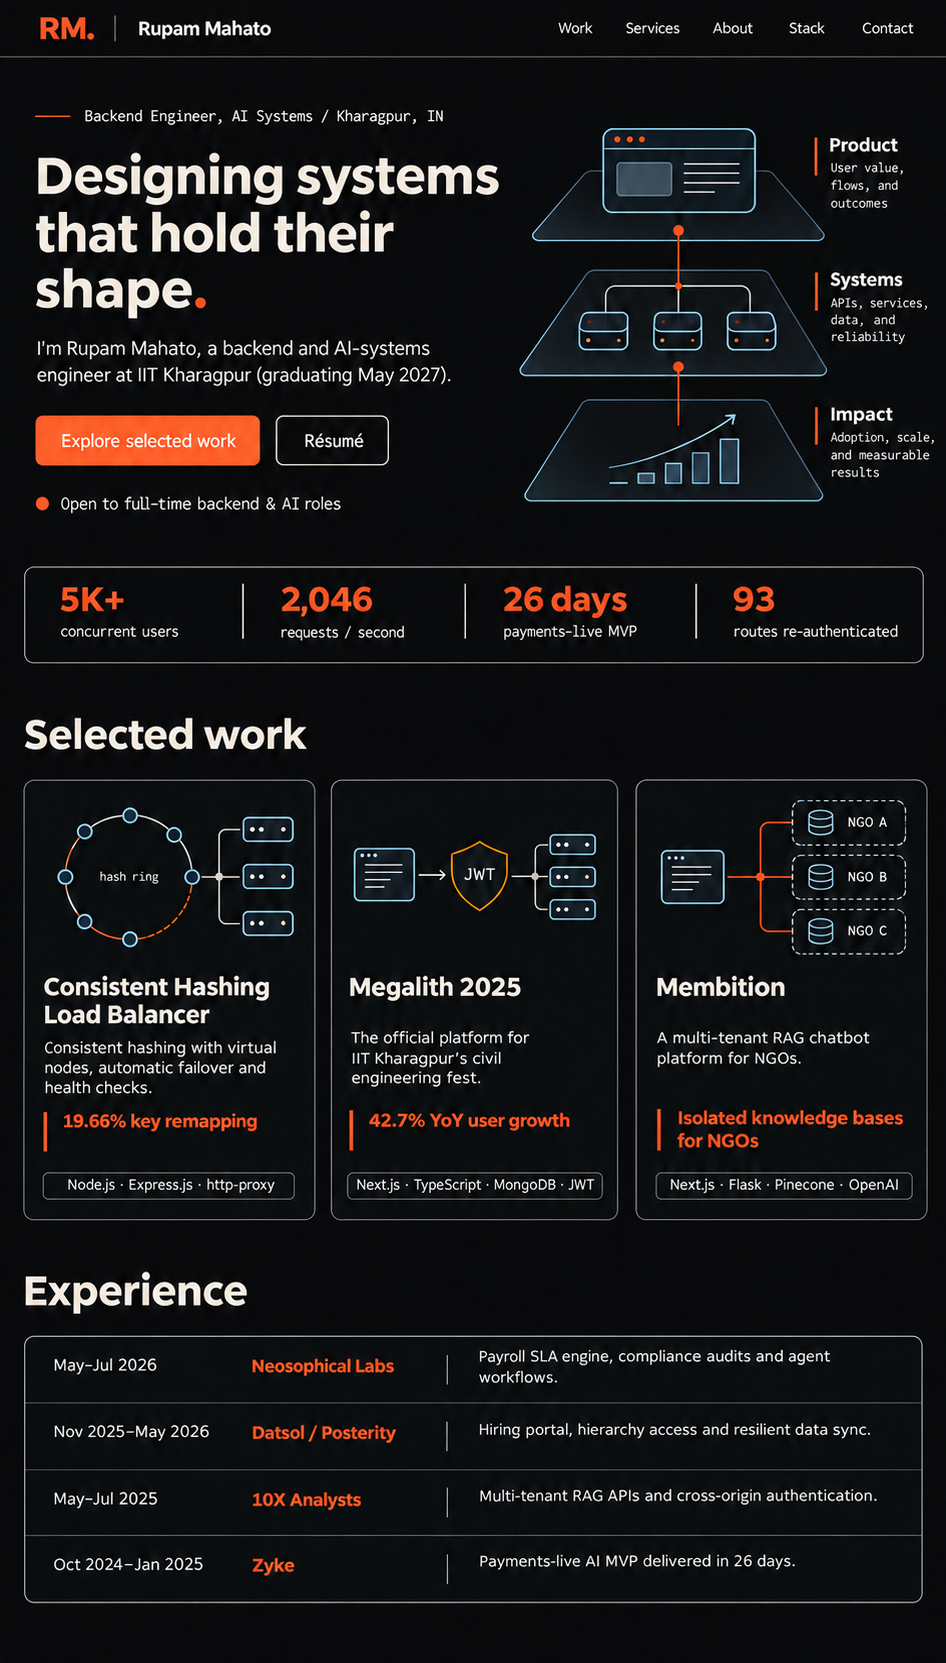 RM.
Rupam Mahato
Work
Services
About
Stack
Contact
Backend Engineer, AI Systems / Kharagpur, IN
Designing systems
that hold their
shape.
I'm Rupam Mahato, a backend and AI-systems
engineer at IIT Kharagpur (graduating May 2027).
Explore selected work
Résumé
Open to full-time backend & AI roles
Product
User value,
flows, and
outcomes
Systems
APIs, services,
data, and
reliability
Impact
Adoption, scale,
and measurable
results
5K+
concurrent users
2,046
requests / second
26 days
payments-live MVP
93
routes re-authenticated
Selected work
hash ring
Consistent Hashing
Load Balancer
Consistent hashing with virtual
nodes, automatic failover and
health checks.
19.66% key remapping
Node.js · Express.js · http-proxy
JWT
Megalith 2025
The official platform for
IIT Kharagpur's civil
engineering fest.
42.7% YoY user growth
Next.js · TypeScript · MongoDB · JWT
NGO A
NGO B
NGO C
Membition
A multi-tenant RAG chatbot
platform for NGOs.
Isolated knowledge bases
for NGOs
Next.js · Flask · Pinecone · OpenAI
Experience
May–Jul 2026
Neosophical Labs
Payroll SLA engine, compliance audits and agent
workflows.
Nov 2025–May 2026
Datsol / Posterity
Hiring portal, hierarchy access and resilient data sync.
May–Jul 2025
10X Analysts
Multi-tenant RAG APIs and cross-origin authentication.
Oct 2024–Jan 2025
Zyke
Payments-live AI MVP delivered in 26 days.